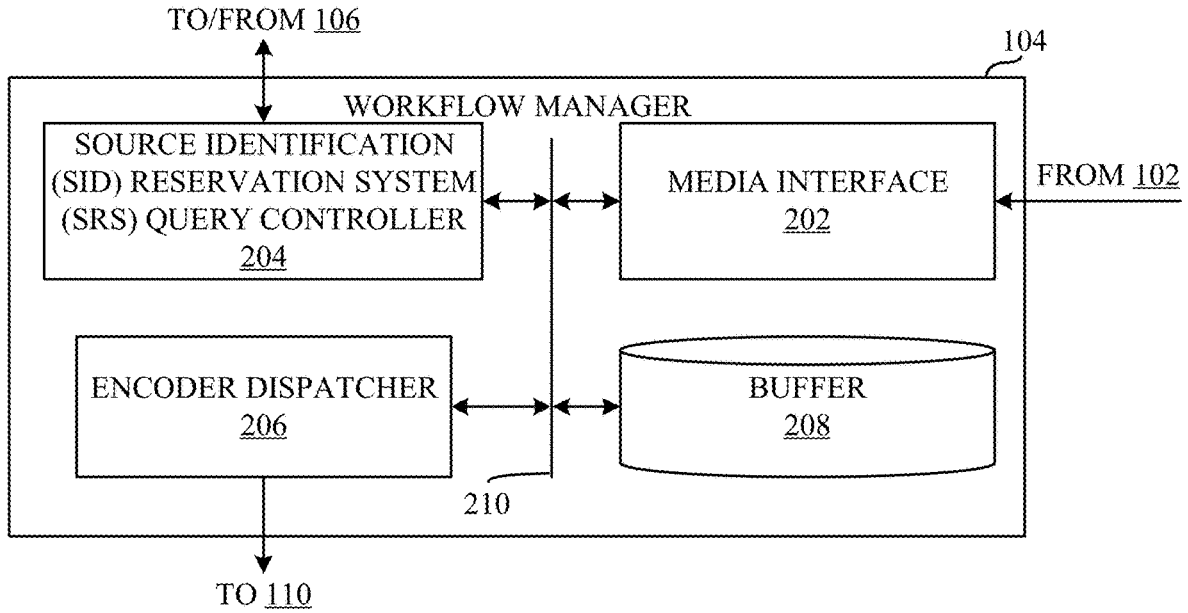 TO/FROM 106
104
WORKFLOW MANAGER
SOURCE IDENTIFICATION
(SID) RESERVATION SYSTEM
(SRS) QUERY CONTROLLER
204
MEDIA INTERFACE
202
FROM 102
ENCODER DISPATCHER
206
BUFFER
208
210
TO 110